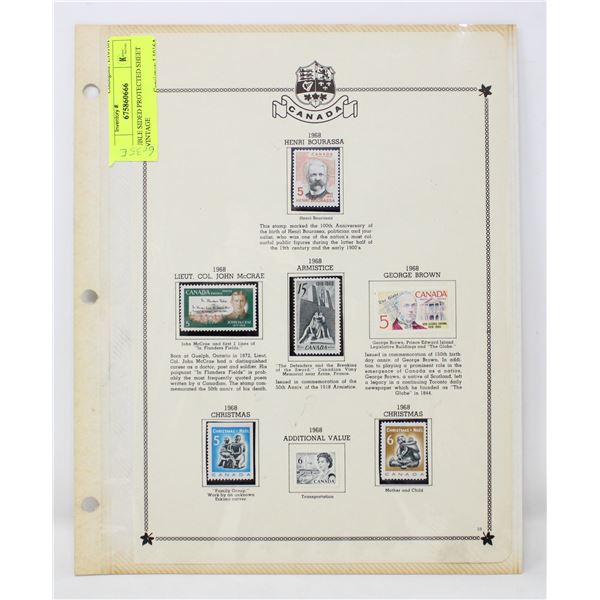 Inventory #
675860666
BLE SIDED PROTECTED SHEET
VINTAGE
6035E
CANADA
1968
HENRI BOURASSA
5
HENRI BOURASSA
Henri Bourassa
This stamp marked the 100th Anniversary of
the birth of Henri Bourassa, politician and jour
nalist, who was one of the nation's most col
ourful public figures during the latter half of
the 19th century and the early 1900's.
1968
LIEUT. COL. JOHN McCRAE
CANADA
5
John McCrae and first 2 lines of
"In Flanders Fields."
Born at Guelph, Ontario in 1872, Lieut.
Col. John McCrae had a distinguished
career as a doctor, poet and soldier. His
poignant "In Flanders Fields" is prob
ably the most frequently quoted poem
written by a Canadian. The stamp com
memorated the 50th anniv. of his death.
1968
ARMISTICE
15
1918·1968
CANADA
The Defenders and the Breaking
of the Sword," Canadian Vimy
Memorial near Arras, France.
Issued in commemoration of the
50th Anniv. of the 1918 Armistice.
1968
GEORGE BROWN
CANADA
5
George Brown, Prince Edward Island
Legislative Buildings and "The Globe."
Issued in commemoration of 150th birth
day anniv. of George Brown. In addi
tion to playing a prominent role in the
emergence of Canada as a nation,
George Brown, a native of Scotland, left
a legacy in a continuing Toronto daily
newspaper which he founded as "The
Globe" in 1844.
1968
CHRISTMAS
CHRISTMAS · NOËL
5
CANADA
"Family Group,"
Work by an unknown
Eskimo carver.
1968
ADDITIONAL VALUE
6
CANADA
Transportation
1968
CHRISTMAS
CHRISTMAS · NOËL
6
CANADA
Mother and Child